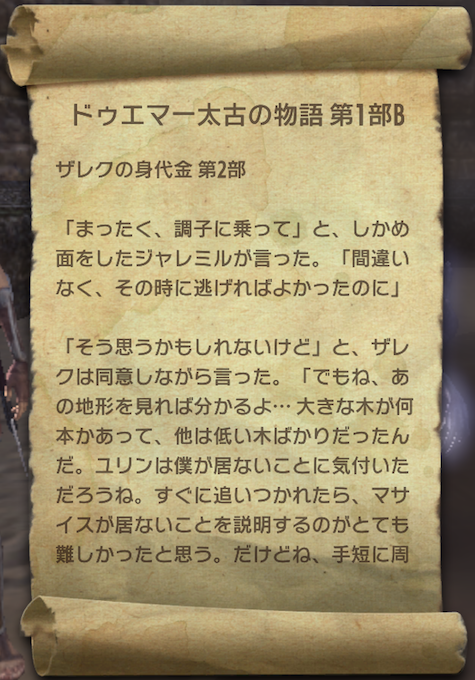 ドゥエマー太古の物語 第1部B
ザレクの身代金 第2部
「まったく、調子に乗って」と、しかめ
面をしたジャレミルが言った。「間違い
なく、その時に逃げればよかったのに」
「そう思うかもしれないけど」と、ザレ
クは同意しながら言った。「でもね、あ
の地形を見れば分かるよ… 大きな木が何
本かあって、他は低い木ばかりだったん
だ。ユリンは僕が居ないことに気付いた
だろうね。すぐに追いつかれたら、マサ
イスが居ないことを説明するのがとても
難しかったと思う。だけどね、手短に周